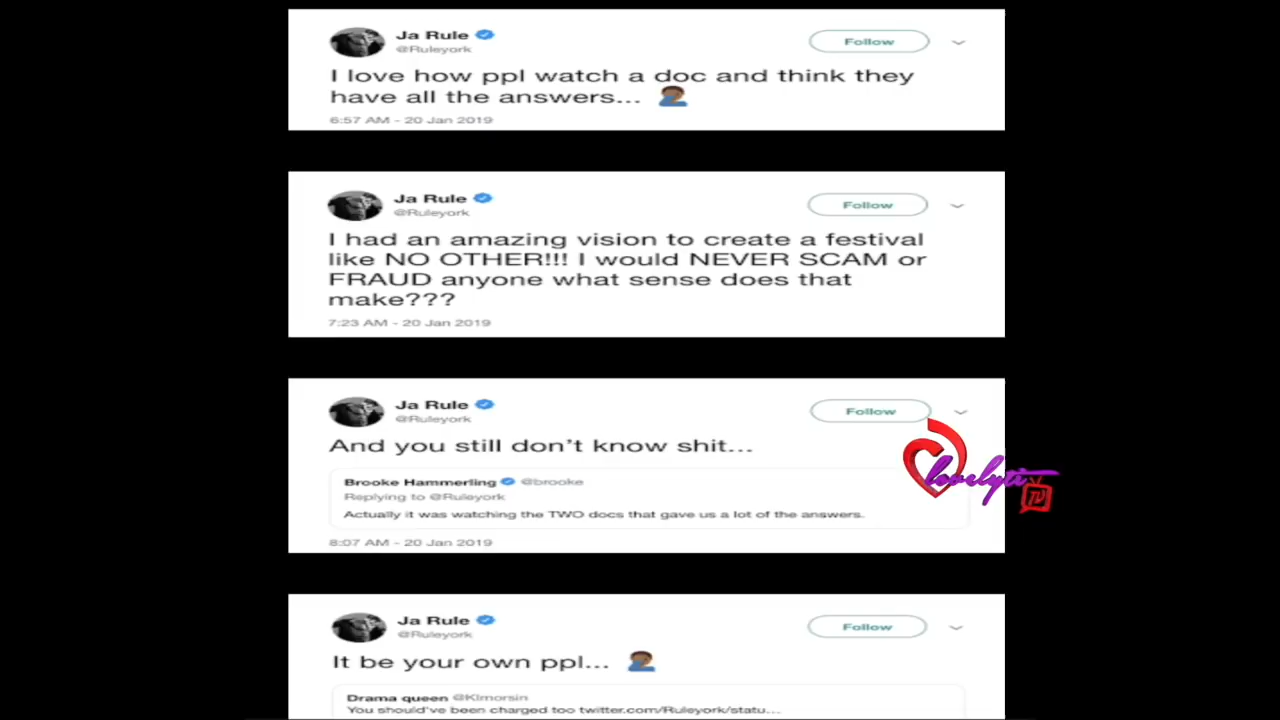 Ja Rule
@Ruleyork
Follow
I love how ppl watch a doc and think they
have all the answers...
6:57 AM - 20 Jan 2019
Ja Rule
@Ruleyork
Follow
I had an amazing vision to create a festival
like NO OTHER!!! I would NEVER SCAM or
FRAUD anyone what sense does that
make???
7:23 AM - 20 Jan 2019
Ja Rule
@Ruleyork
Follow
And you still don't know shit...
Brooke Hammerling @brooke
Replying to @Ruleyork
Actually it was watching the TWO docs that gave us a lot of the answers.
8:07 AM - 20 Jan 2019
lovelyti
TV
Ja Rule
@Ruleyork
Follow
It be your own ppl...
Drama queen @Klmorsin
You should've been charged too twitter.com/Ruleyork/statu...